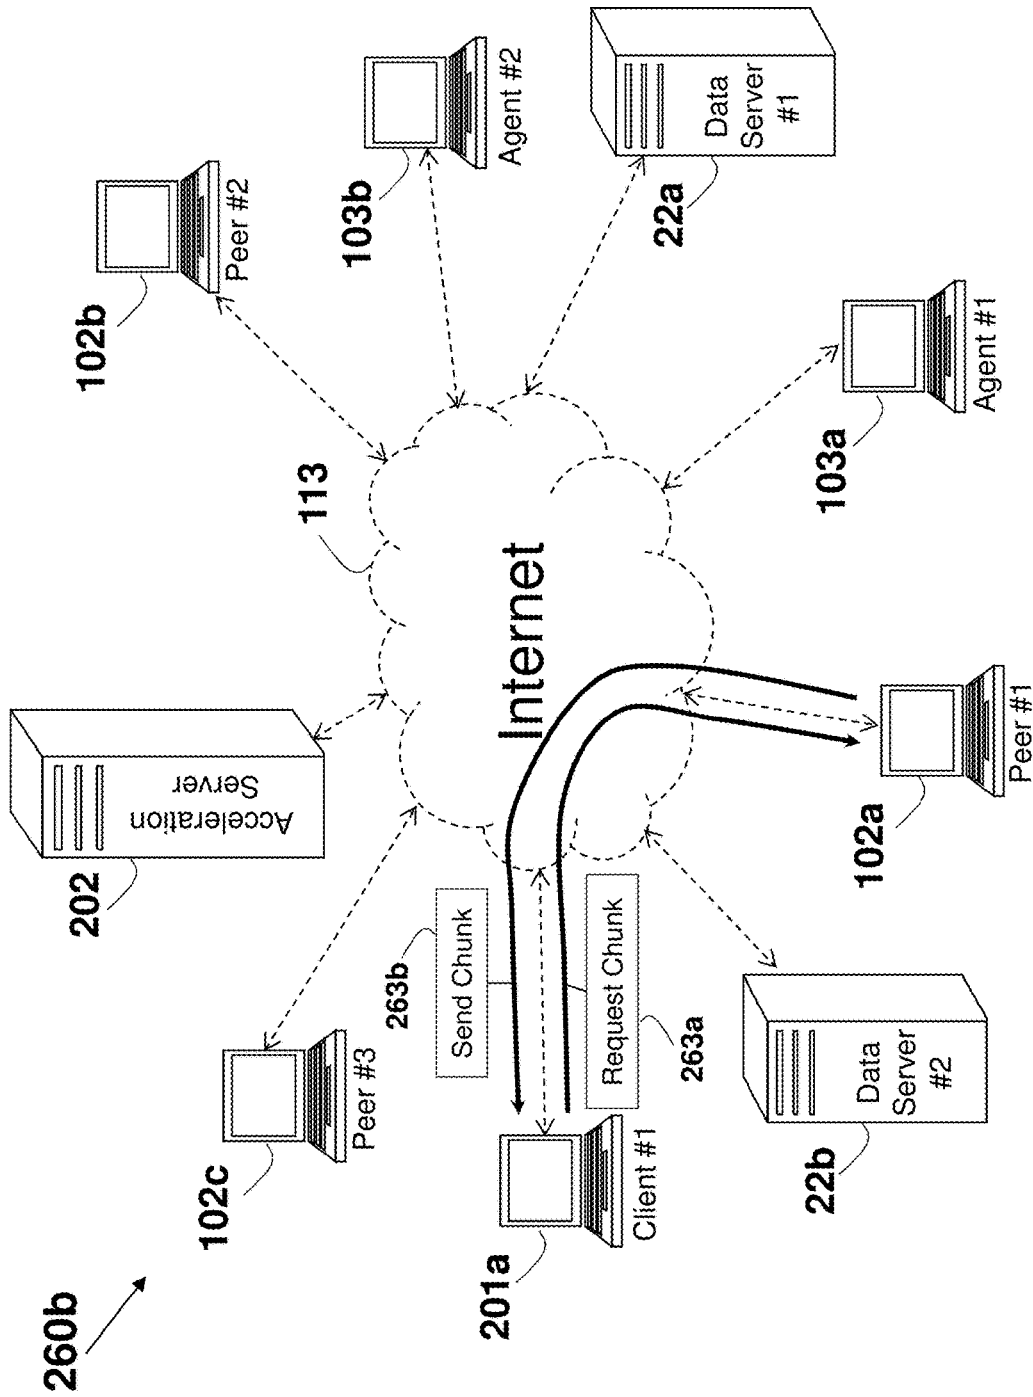 260b
102c
Peer #3
202
Acceleration
Server
102b
Peer #2
113
103b
Agent #2
Internet
201a
Client #1
263b
Send Chunk
Request Chunk
263a
22a
Data
Server
#1
22b
Data
Server
#2
102a
Peer #1
103a
Agent #1